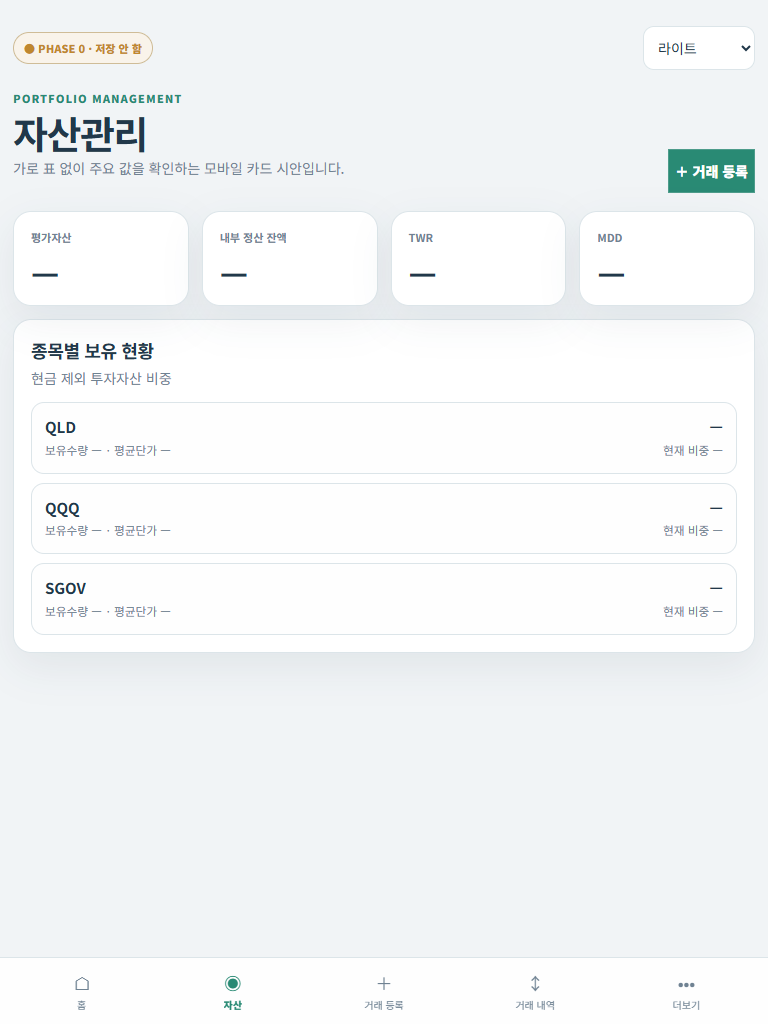 PHASE 0 · 저장 안 함
라이트
PORTFOLIO MANAGEMENT
자산관리
가로 표 없이 주요 값을 확인하는 모바일 카드 시안입니다.
+ 거래 등록
평가자산
—
내부 정산 잔액
—
TWR
—
MDD
—
종목별 보유 현황
현금 제외 투자자산 비중
QLD —
보유수량 — · 평균단가 — 현재 비중 —
QQQ —
보유수량 — · 평균단가 — 현재 비중 —
SGOV —
보유수량 — · 평균단가 — 현재 비중 —
홈 자산 거래 등록 거래 내역 더보기